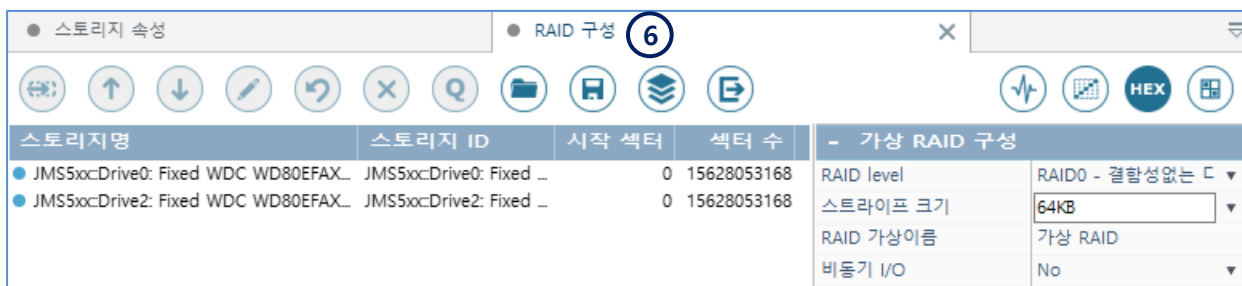 스토리지 속성 RAID 구성 6
Q HEX
스토리지명 스토리지 ID 시작 섹터 섹터 수 - 가상 RAID 구성
JMS5xx::Drive0: Fixed WDC WD80EFAX... JMS5xx::Drive0: Fixed ... 0 15628053168 RAID level RAID0 - 결함성없는 ㄷ
JMS5xx::Drive2: Fixed WDC WD80EFAX... JMS5xx::Drive2: Fixed ... 0 15628053168 스트라이프 크기 64KB
RAID 가상이름 가상 RAID
비동기 I/O No